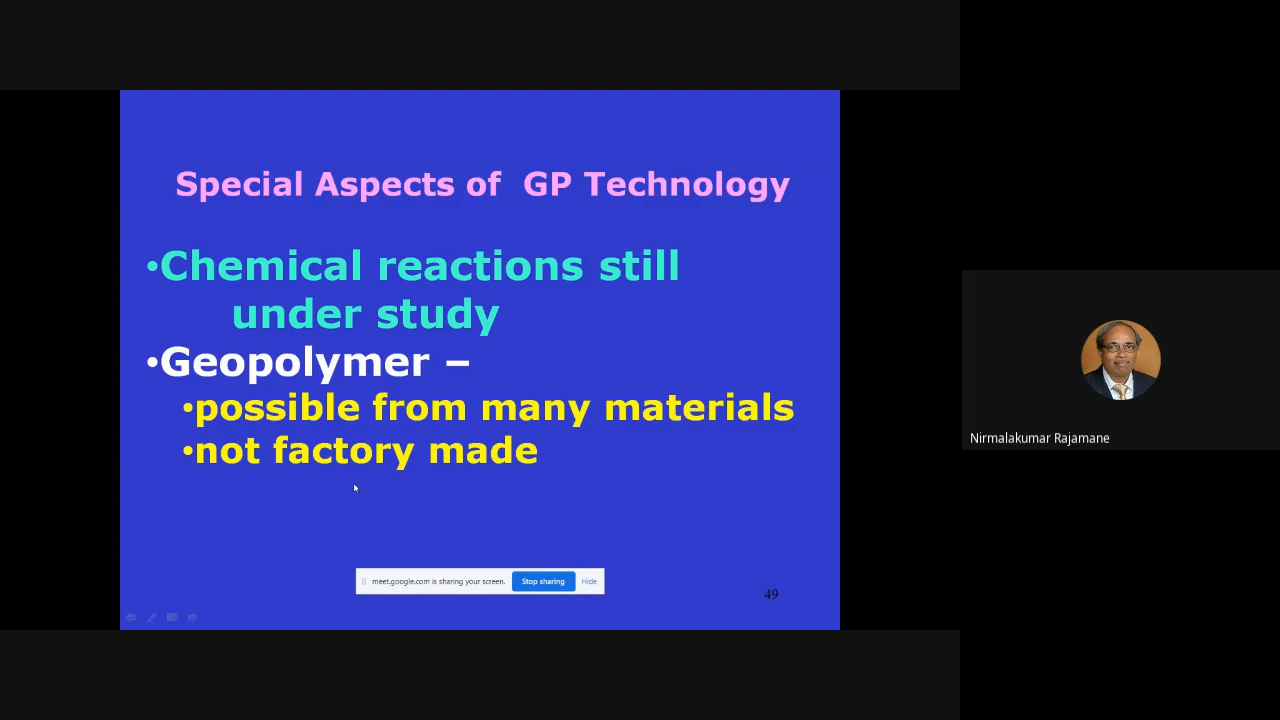 Special Aspects of  GP Technology
•Chemical reactions still
under study
•Geopolymer –
•possible from many materials
•not factory made
meet.google.com is sharing your screen. Stop sharing Hide
49
Nirmalakumar Rajamane